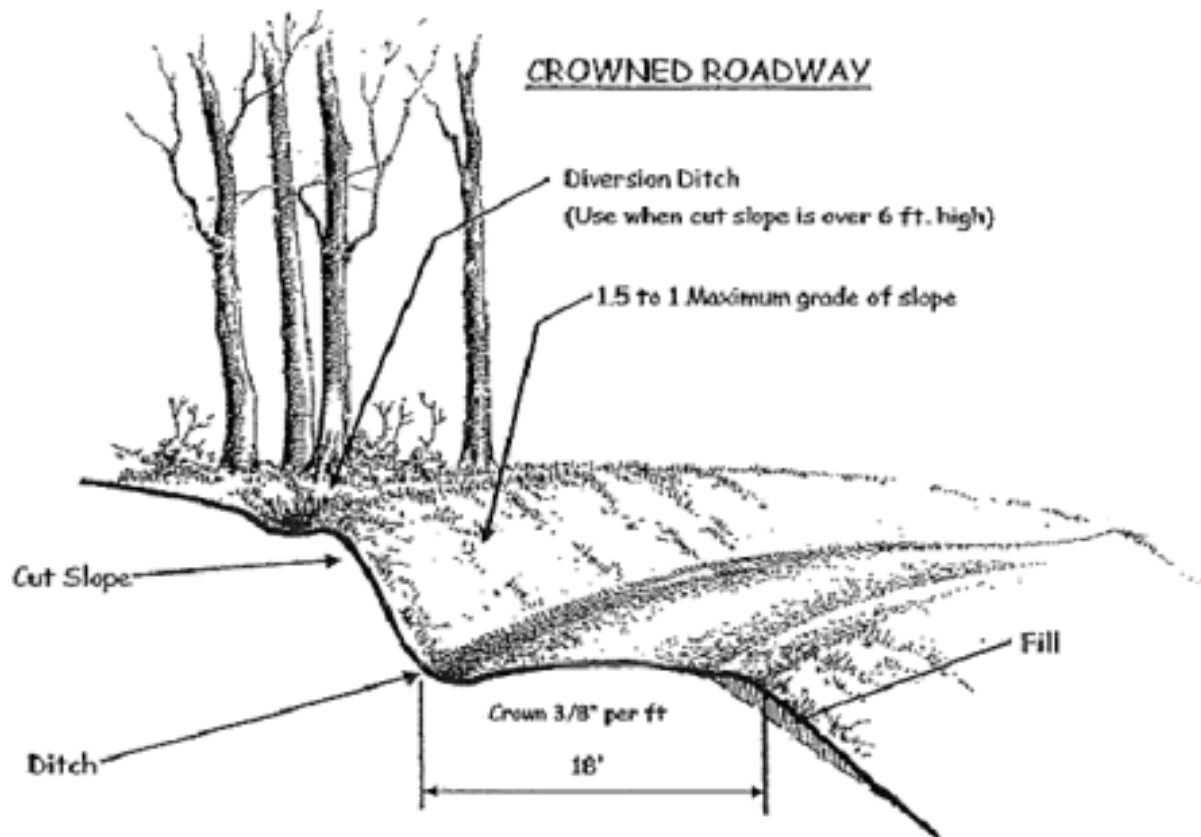 CROWNED ROADWAY
Diversion Ditch
(Use when cut slope is over 6 ft. high)
1.5 to 1 Maximum grade of slope
Cut Slope
Fill
Crown 3/8" per ft
Ditch
18'